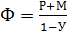 Ф = Р+М / 1−У